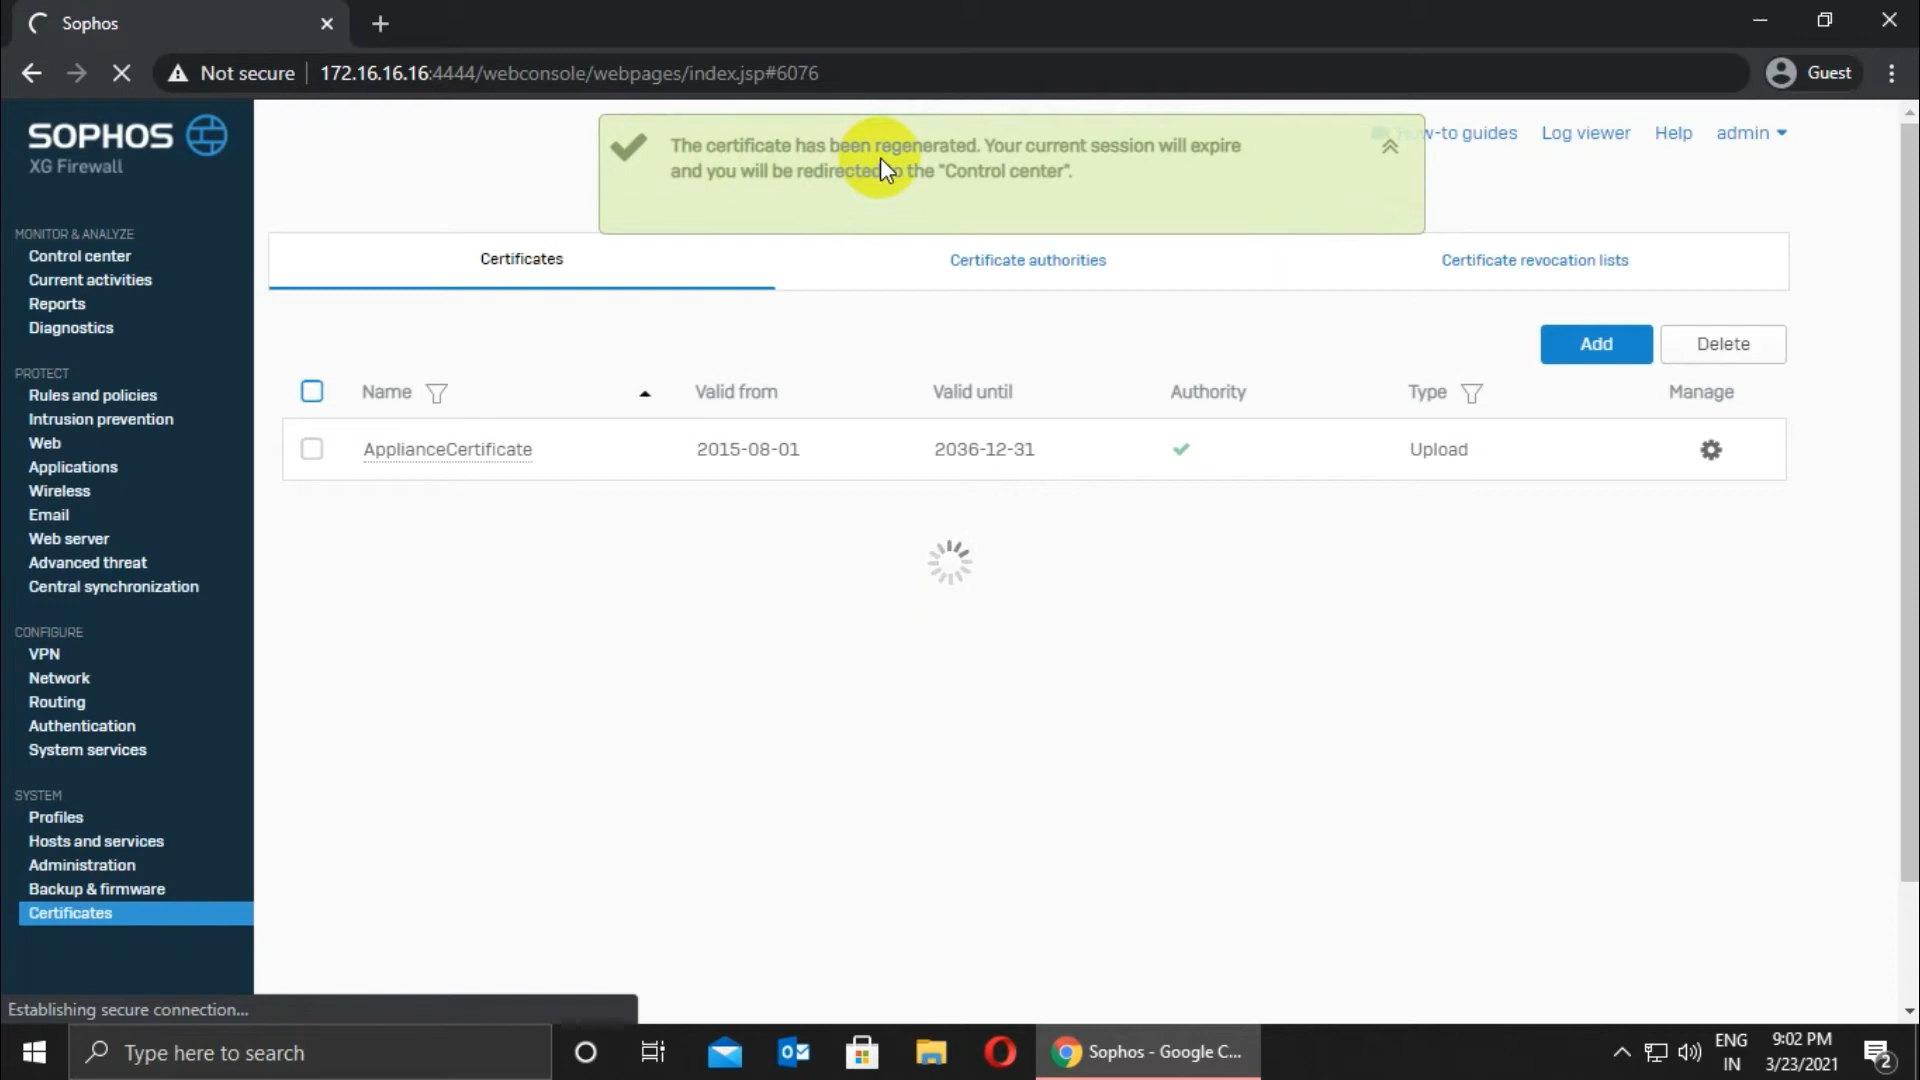 Sophos
Not secure
172.16.16.16:4444/webconsole/webpages/index.jsp#6076
Guest
SOPHOS
XG Firewall
The certificate has been regenerated. Your current session will expire
and you will be redirected to the "Control center".
w-to guides
Log viewer
Help
admin
MONITOR & ANALYZE
Control center
Current activities
Reports
Diagnostics
PROTECT
Rules and policies
Intrusion prevention
Web
Applications
Wireless
Email
Web server
Advanced threat
Central synchronization
CONFIGURE
VPN
Network
Routing
Authentication
System services
SYSTEM
Profiles
Hosts and services
Administration
Backup & firmware
Certificates
Certificates
Certificate authorities
Certificate revocation lists
Add
Delete
Name
Valid from
Valid until
Authority
Type
Manage
ApplianceCertificate
2015-08-01
2036-12-31
Upload
Establishing secure connection...
Type here to search
Sophos - Google C...
ENG
IN
9:02 PM
3/23/2021
2